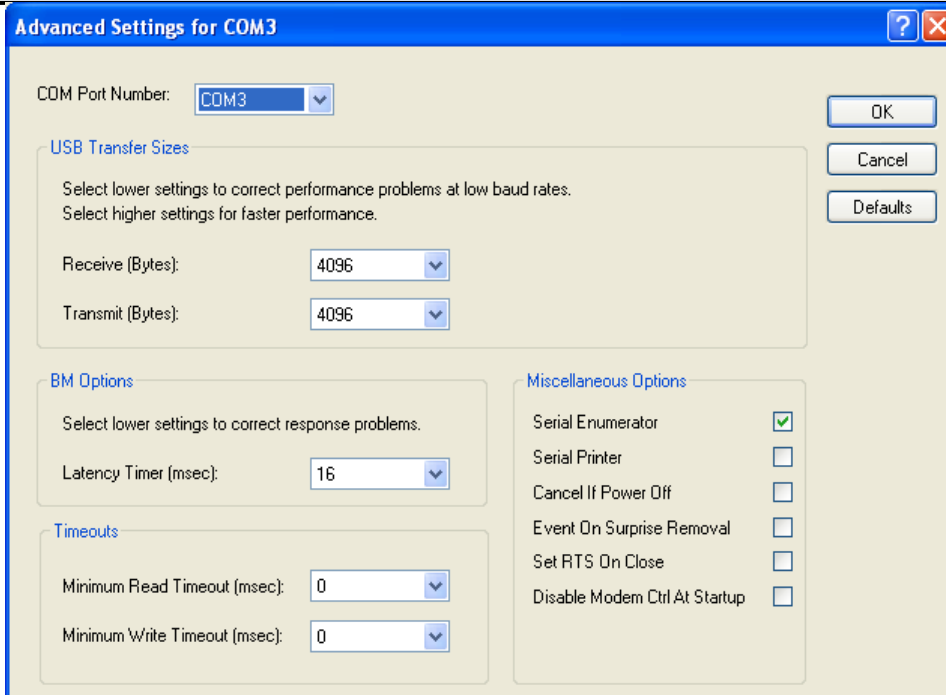 Advanced Settings for COM3
COM Port Number: COM3
OK
Cancel
Defaults
USB Transfer Sizes
Select lower settings to correct performance problems at low baud rates.
Select higher settings for faster performance.
Receive (Bytes): 4096
Transmit (Bytes): 4096
BM Options
Select lower settings to correct response problems.
Latency Timer (msec): 16
Timeouts
Minimum Read Timeout (msec): 0
Minimum Write Timeout (msec): 0
Miscellaneous Options
Serial Enumerator
Serial Printer
Cancel If Power Off
Event On Surprise Removal
Set RTS On Close
Disable Modem Ctrl At Startup